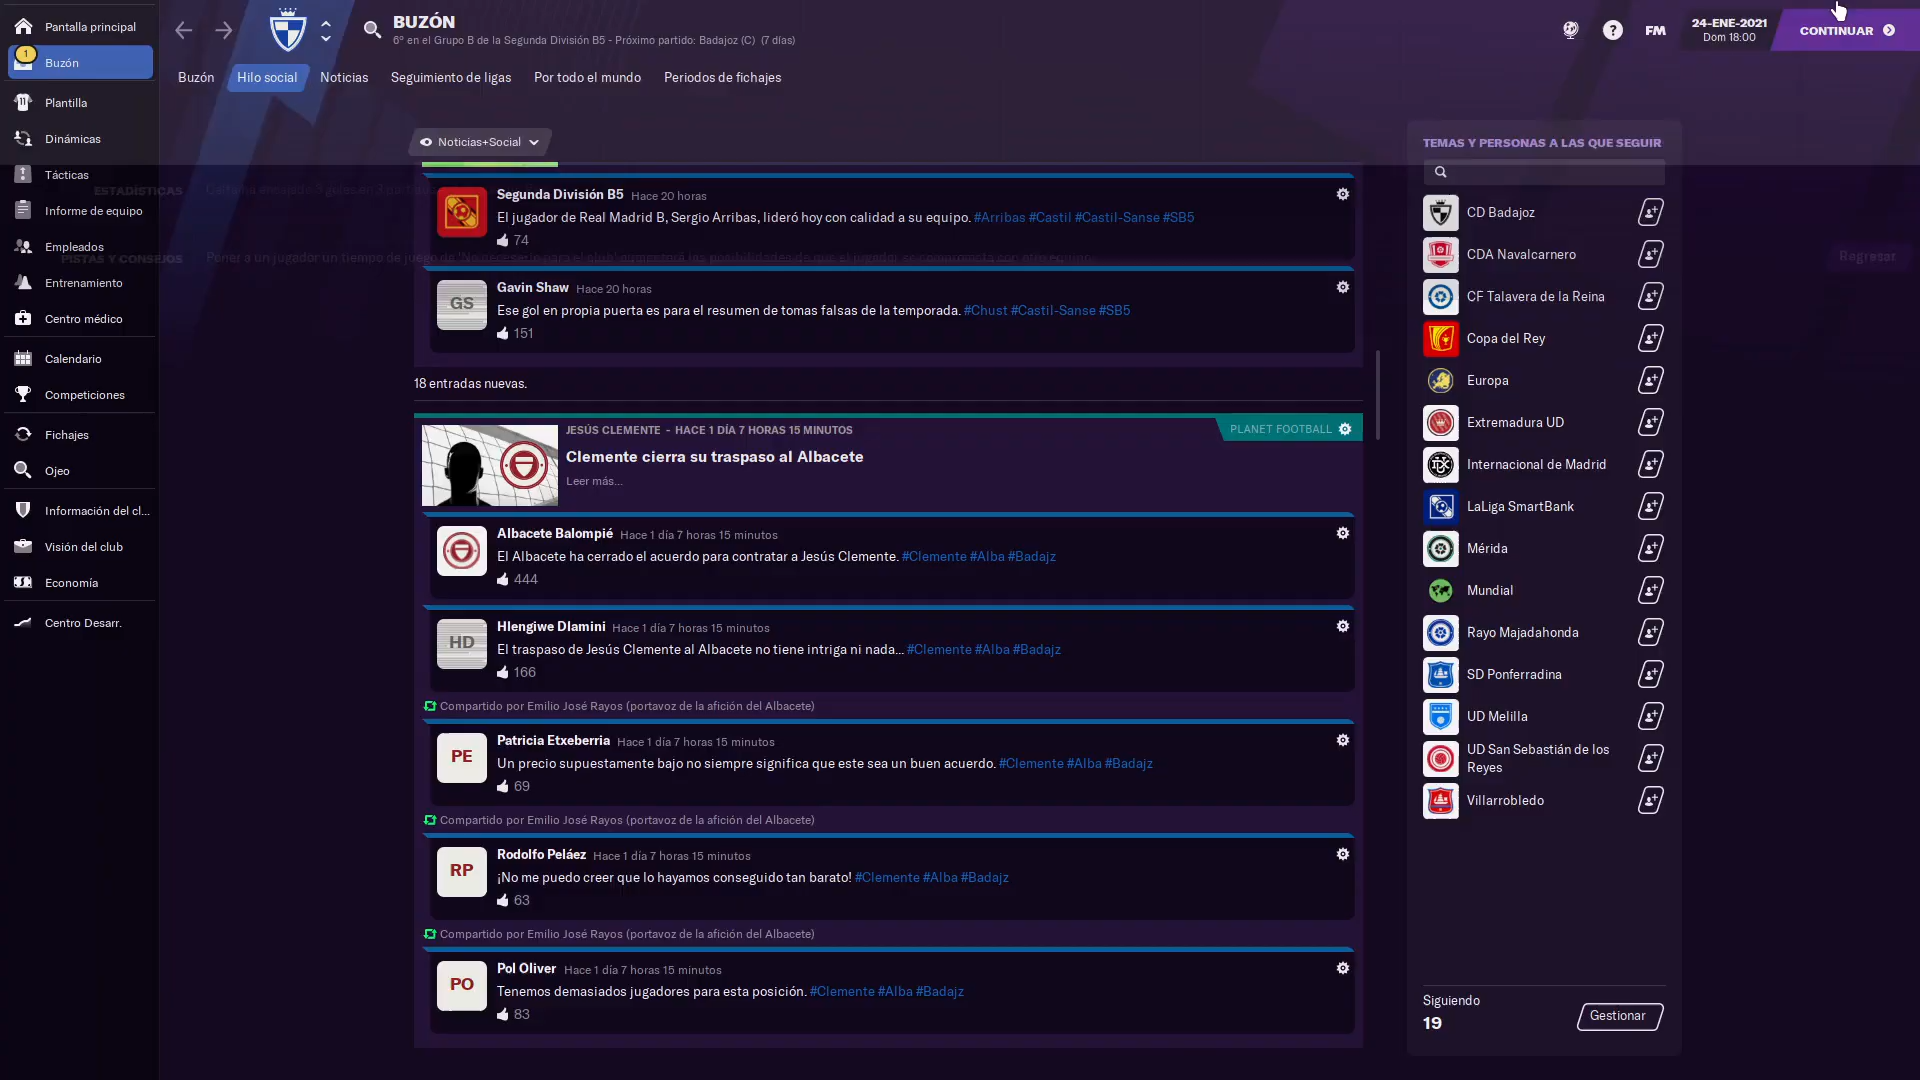 Pantalla principal
1
Buzón
Plantilla
Dinámicas
Tácticas
Informe de equipo
Empleados
Entrenamiento
Centro médico
Calendario
Competiciones
Fichajes
Ojeo
Información del cl...
Visión del club
Economía
Centro Desarr.
BUZÓN
6º en el Grupo B de la Segunda División B5 - Próximo partido: Badajoz (C) (7 días)
FM
24-ENE-2021
Dom 18:00
CONTINUAR
Buzón
Hilo social
Noticias
Seguimiento de ligas
Por todo el mundo
Periodos de fichajes
Noticias+Social
ESTADÍSTICAS
PISTAS Y CONSEJOS
Regresar
Segunda División B5 Hace 20 horas
El jugador de Real Madrid B, Sergio Arribas, lideró hoy con calidad a su equipo. #Arribas #Castil #Castil-Sanse #SB5
74
GS
Gavin Shaw Hace 20 horas
Ese gol en propia puerta es para el resumen de tomas falsas de la temporada. #Chust #Castil-Sanse #SB5
151
18 entradas nuevas.
JESÚS CLEMENTE - HACE 1 DÍA 7 HORAS 15 MINUTOS
PLANET FOOTBALL
Clemente cierra su traspaso al Albacete
Leer más...
Albacete Balompié Hace 1 día 7 horas 15 minutos
El Albacete ha cerrado el acuerdo para contratar a Jesús Clemente. #Clemente #Alba #Badajz
444
HD
Hlengiwe Dlamini Hace 1 día 7 horas 15 minutos
El traspaso de Jesús Clemente al Albacete no tiene intriga ni nada... #Clemente #Alba #Badajz
166
Compartido por Emilio José Rayos (portavoz de la afición del Albacete)
PE
Patricia Etxeberria Hace 1 día 7 horas 15 minutos
Un precio supuestamente bajo no siempre significa que este sea un buen acuerdo. #Clemente #Alba #Badajz
69
Compartido por Emilio José Rayos (portavoz de la afición del Albacete)
RP
Rodolfo Peláez Hace 1 día 7 horas 15 minutos
¡No me puedo creer que lo hayamos conseguido tan barato! #Clemente #Alba #Badajz
63
Compartido por Emilio José Rayos (portavoz de la afición del Albacete)
PO
Pol Oliver Hace 1 día 7 horas 15 minutos
Tenemos demasiados jugadores para esta posición. #Clemente #Alba #Badajz
83
TEMAS Y PERSONAS A LAS QUE SEGUIR
CD Badajoz
CDA Navalcarnero
CF Talavera de la Reina
Copa del Rey
Europa
Extremadura UD
Internacional de Madrid
LaLiga SmartBank
Mérida
Mundial
Rayo Majadahonda
SD Ponferradina
UD Melilla
UD San Sebastián de los
Reyes
Villarrobledo
Siguiendo
19
Gestionar